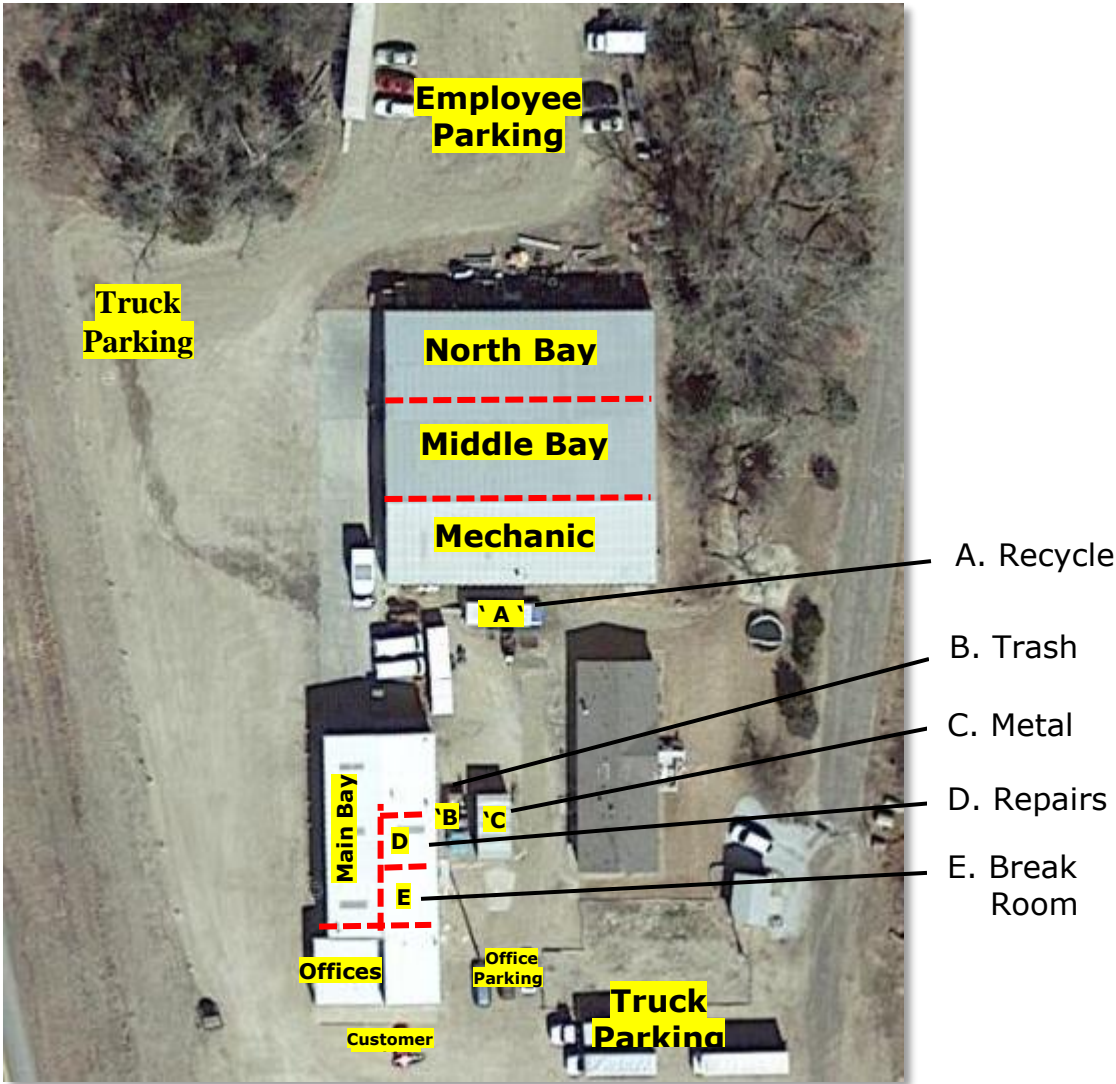 Employee
Parking
Truck
Parking
North Bay
Middle Bay
Mechanic
A. Recycle
` A `
B. Trash
C. Metal
Main Bay
`B
`C
D. Repairs
D
E. Break
Room
E
Offices
Office
Parking
Truck
Parking
Customer